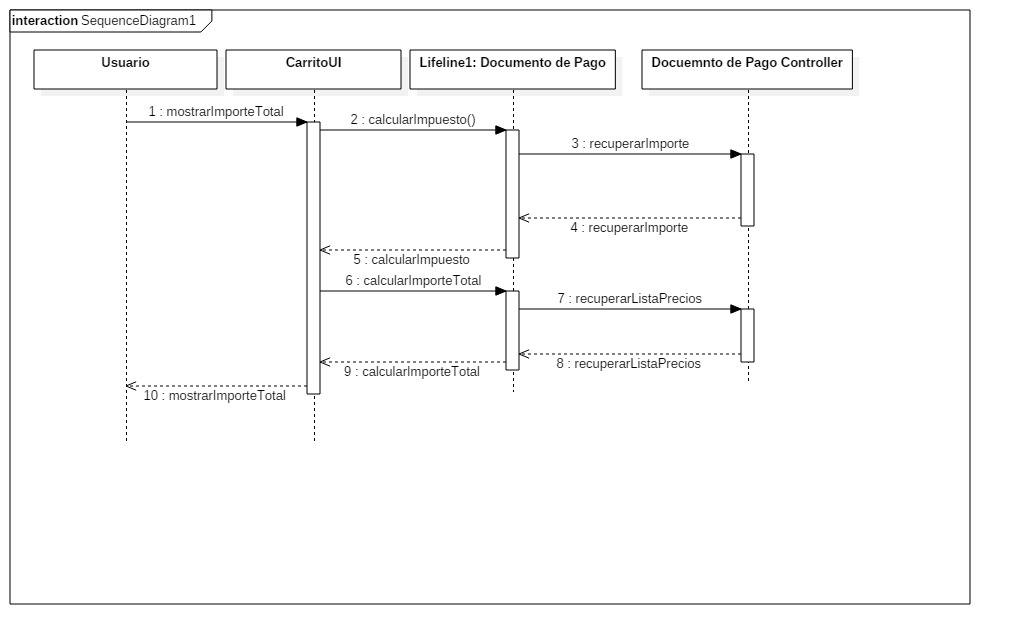 interaction SequenceDiagram1
Usuario
CarritoUI
Lifeline1: Documento de Pago
Docuemnto de Pago Controller
1 : mostrarImporteTotal
2 : calcularImpuesto()
3 : recuperarImporte
4 : recuperarImporte
5 : calcularImpuesto
6 : calcularImporteTotal
7 : recuperarListaPrecios
8 : recuperarListaPrecios
9 : calcularImporteTotal
10 : mostrarImporteTotal